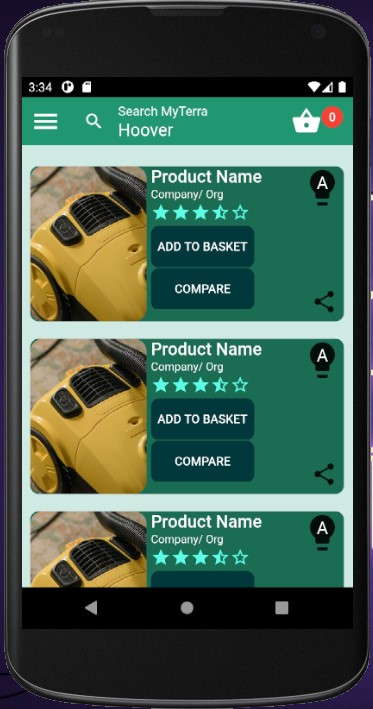 3:34
Search MyTerra
Hoover
0
Product Name
A
Company/ Org
ADD TO BASKET
COMPARE
Product Name
A
Company/ Org
ADD TO BASKET
COMPARE
Product Name
A
Company/ Org